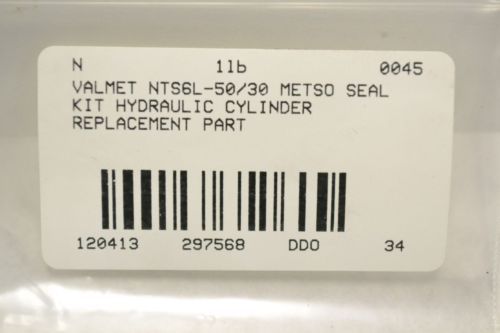 N 1lb 0045
VALMET NTS6L-50/30 METSO SEAL
KIT HYDRAULIC CYLINDER
REPLACEMENT PART
120413 297568 DDO 34